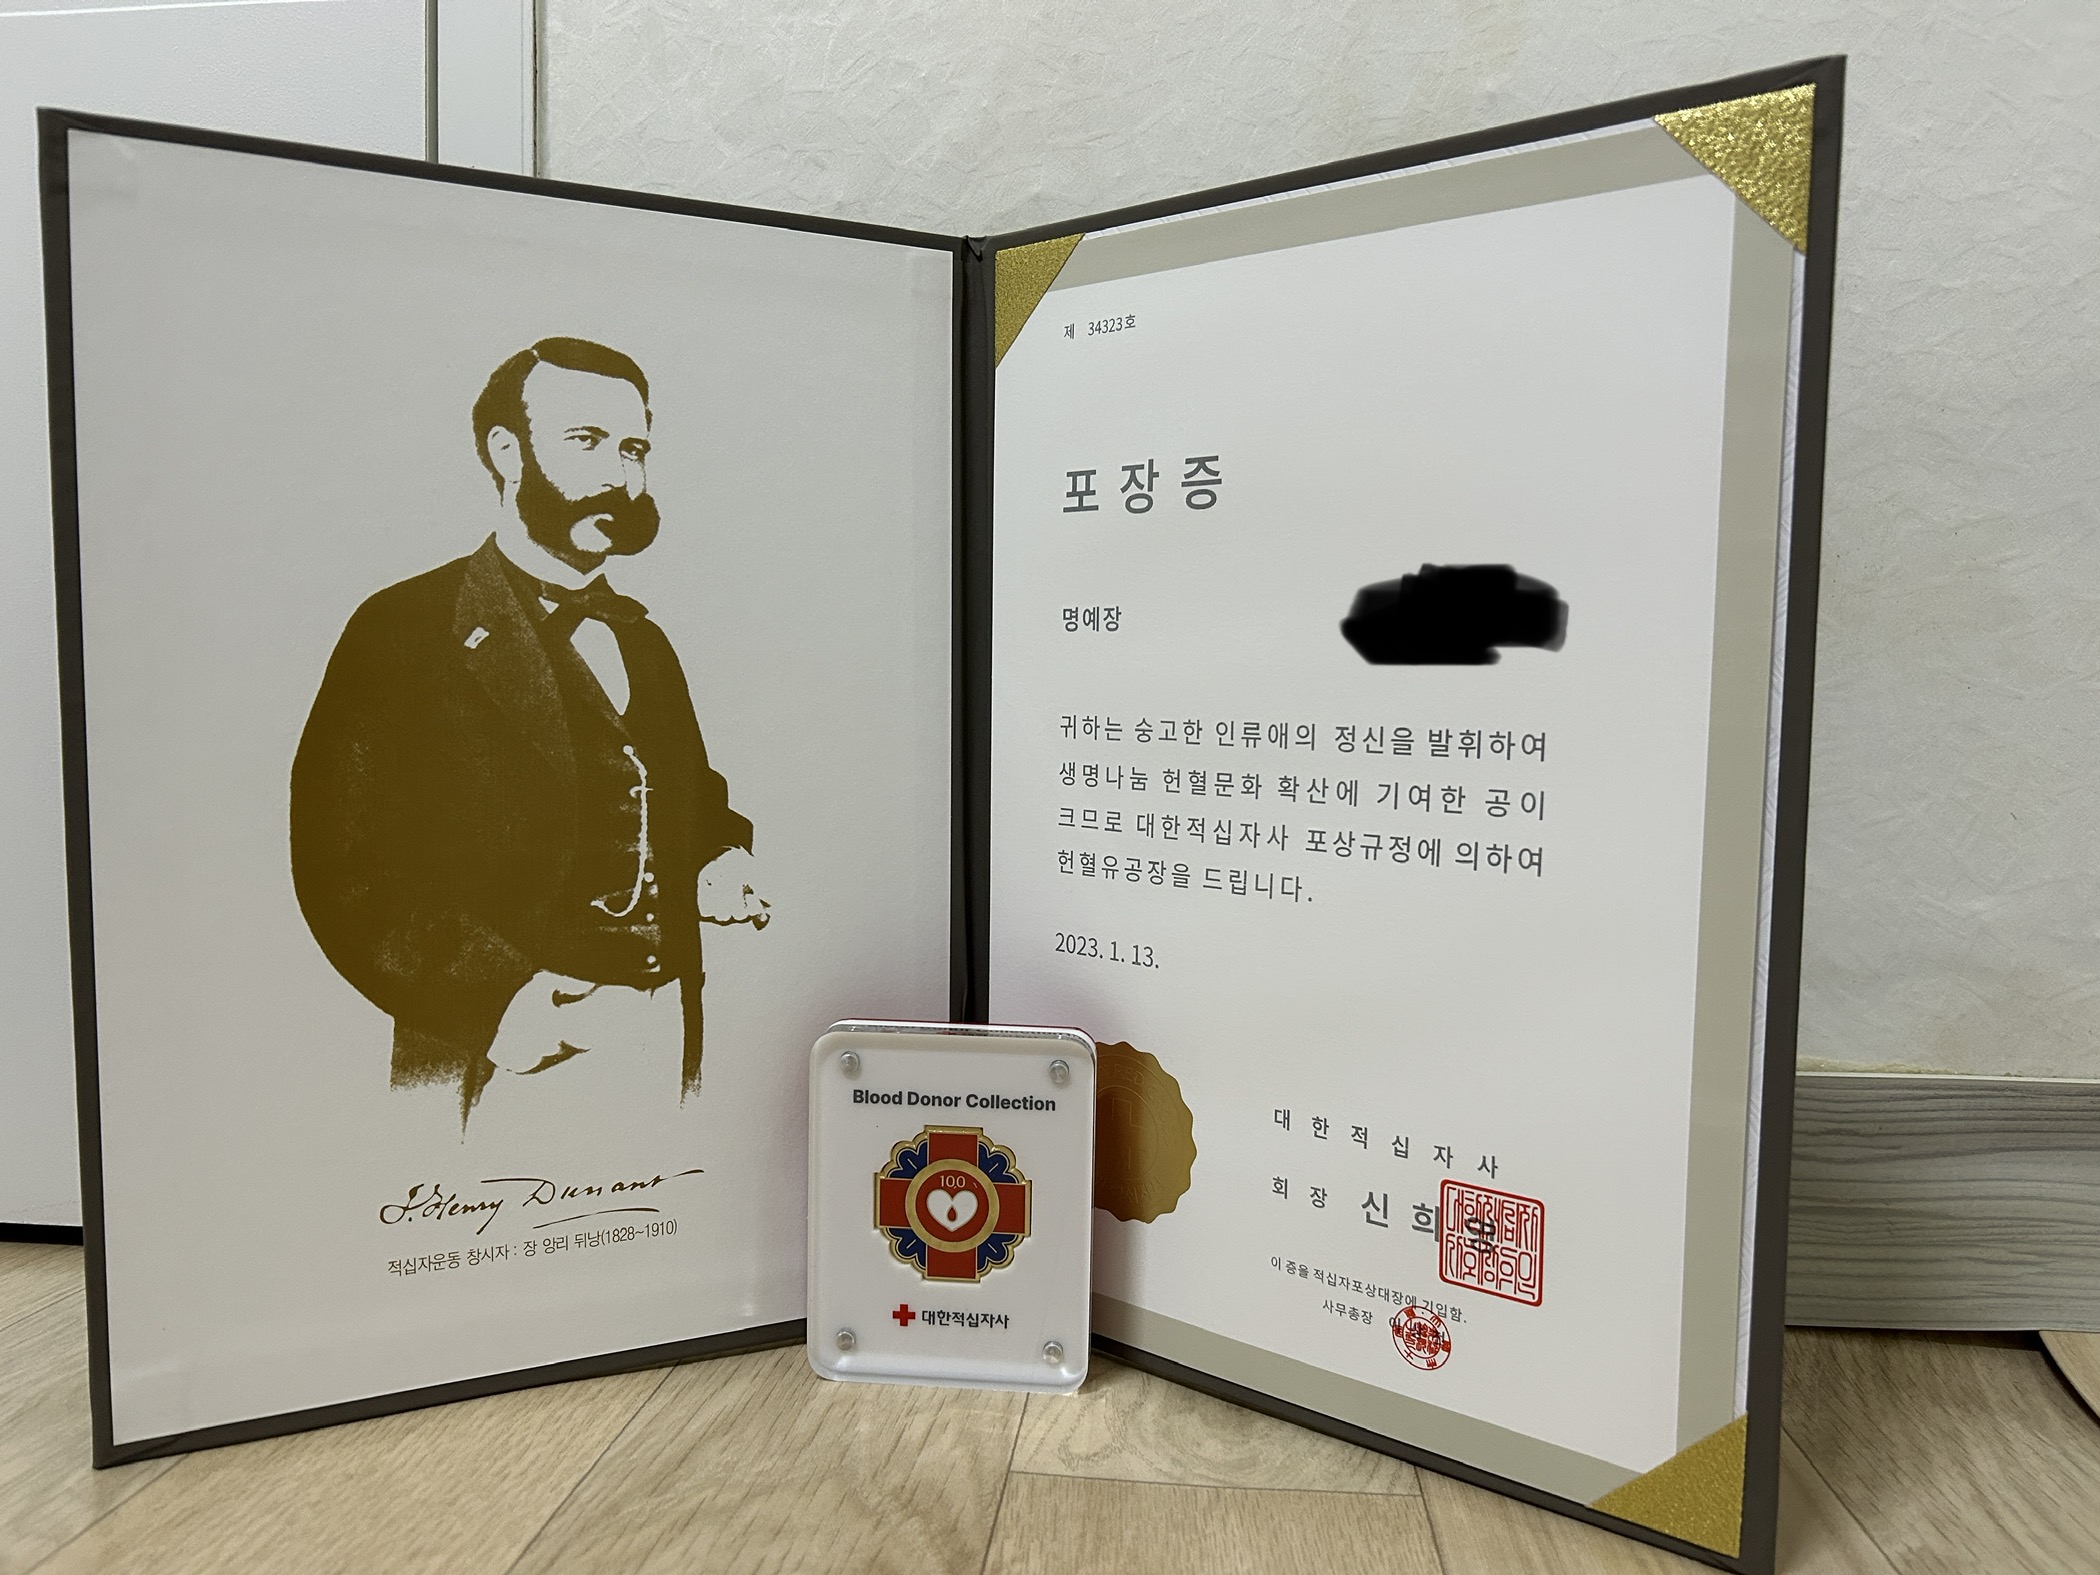 J. Henry Dunant
적십자운동 창시자 : 장 앙리 뒤낭(1828~1910)
Blood Donor Collection
100
대한적십자사
제 34323호
포장증
명예장
귀하는 숭고한 인류애의 정신을 발휘하여
생명나눔 헌혈문화 확산에 기여한 공이
크므로 대한적십자사 포상규정에 의하여
헌혈유공장을 드립니다.
2023. 1. 13.
대한적십자사
회장 신희영
이 증을 적십자포상대장에 기입함.
사무총장